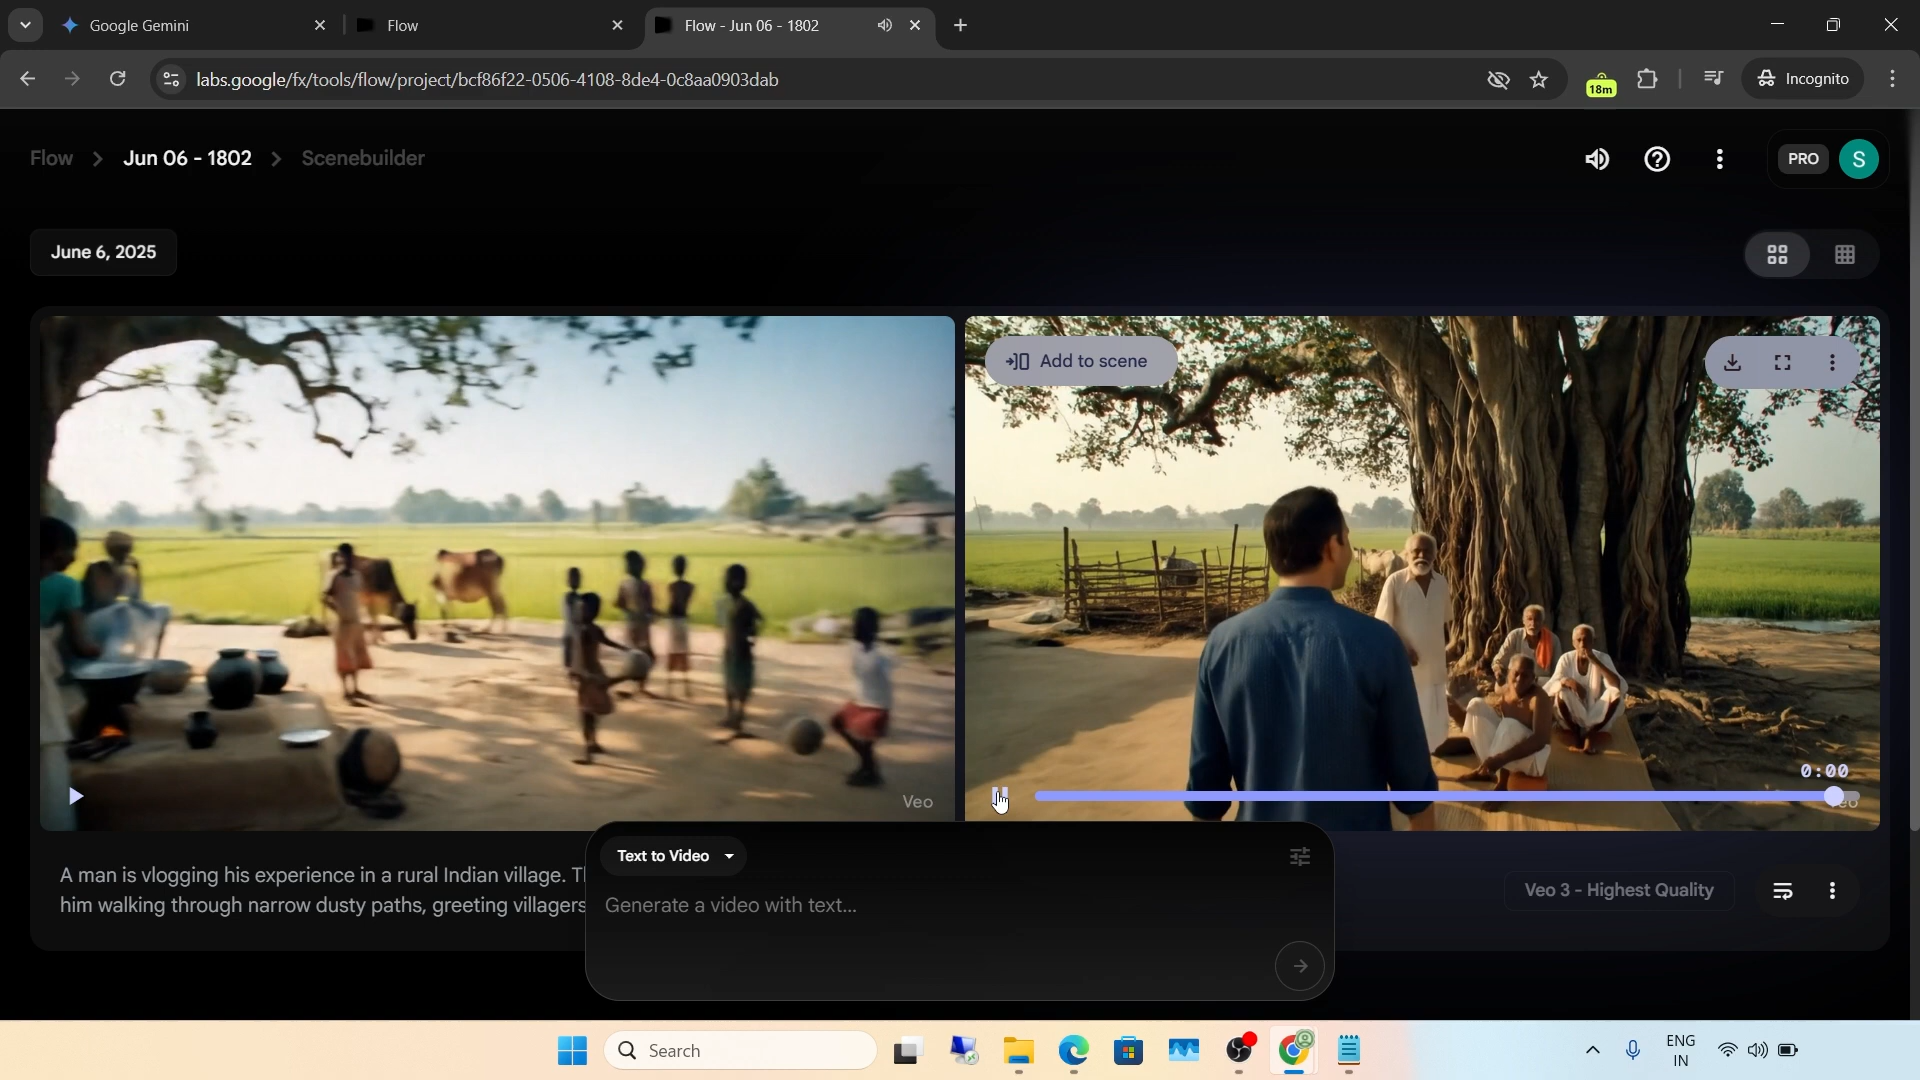 Google Gemini
Flow
Flow - Jun 06 - 1802
labs.google/fx/tools/flow/project/bcf86f22-0506-4108-8de4-0c8aa0903dab
18m
Incognito
Flow
Jun 06 - 1802
Scenebuilder
PRO
S
June 6, 2025
Add to scene
Veo
0:00
A man is vlogging his experience in a rural Indian village.
him walking through narrow dusty paths, greeting villagers
Text to Video
Generate a video with text...
Veo 3 - Highest Quality
Search
ENG
IN